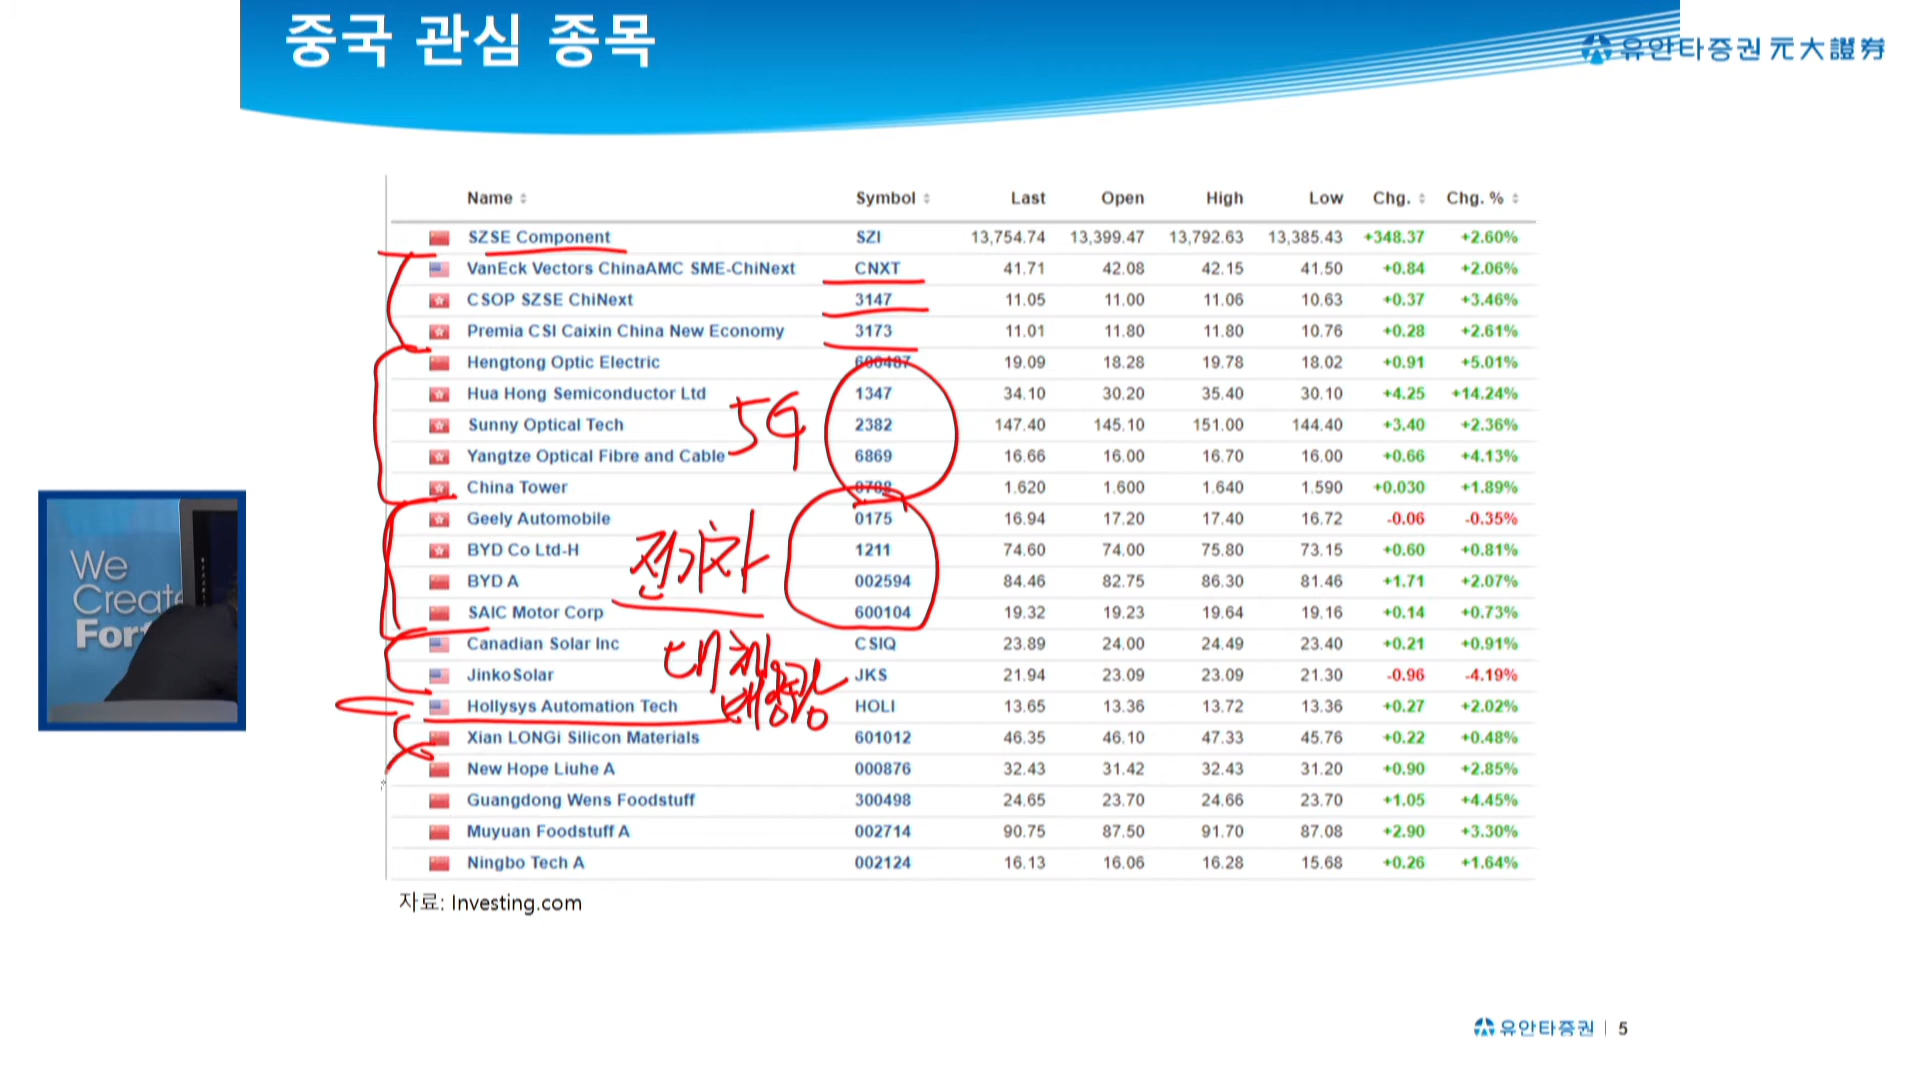 중국 관심 종목
유안타증권 元大證券
Name Symbol Last Open High Low Chg. Chg. %
SZSE Component SZI 13,754.74 13,399.47 13,792.63 13,385.43 +348.37 +2.60%
VanEck Vectors ChinaAMC SME-ChiNext CNXT 41.71 42.08 42.15 41.50 +0.84 +2.06%
CSOP SZSE ChiNext 3147 11.05 11.00 11.06 10.63 +0.37 +3.46%
Premia CSI Caixin China New Economy 3173 11.01 11.80 11.80 10.76 +0.28 +2.61%
Hengtong Optic Electric 600487 19.09 18.28 19.78 18.02 +0.91 +5.01%
Hua Hong Semiconductor Ltd 1347 34.10 30.20 35.40 30.10 +4.25 +14.24%
5G
Sunny Optical Tech 2382 147.40 145.10 151.00 144.40 +3.40 +2.36%
Yangtze Optical Fibre and Cable 6869 16.66 16.00 16.70 16.00 +0.66 +4.13%
China Tower 0788 1.620 1.600 1.640 1.590 +0.030 +1.89%
Geely Automobile 0175 16.94 17.20 17.40 16.72 -0.06 -0.35%
BYD Co Ltd-H 1211 74.60 74.00 75.80 73.15 +0.60 +0.81%
전기차
BYD A 002594 84.46 82.75 86.30 81.46 +1.71 +2.07%
SAIC Motor Corp 600104 19.32 19.23 19.64 19.16 +0.14 +0.73%
Canadian Solar Inc CSIQ 23.89 24.00 24.49 23.40 +0.21 +0.91%
대체
JinkoSolar JKS 21.94 23.09 23.09 21.30 -0.96 -4.19%
태양광
Hollysys Automation Tech HOLI 13.65 13.36 13.72 13.36 +0.27 +2.02%
Xian LONGi Silicon Materials 601012 46.35 46.10 47.33 45.76 +0.22 +0.48%
New Hope Liuhe A 000876 32.43 31.42 32.43 31.20 +0.90 +2.85%
Guangdong Wens Foodstuff 300498 24.65 23.70 24.66 23.70 +1.05 +4.45%
Muyuan Foodstuff A 002714 90.75 87.50 91.70 87.08 +2.90 +3.30%
Ningbo Tech A 002124 16.13 16.06 16.28 15.68 +0.26 +1.64%
자료: Investing.com
We
Create
For
유안타증권 | 5